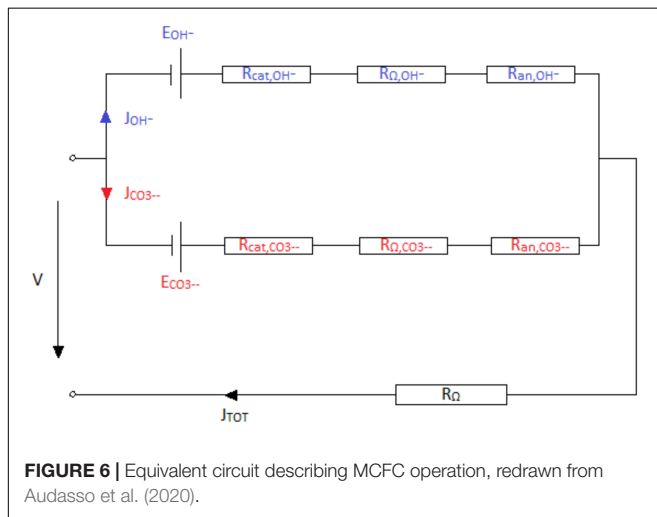 EOH-
Rcat,OH-
RΩ,OH-
Ran,OH-
JOH-
JCO3--
Rcat,CO3--
RΩ,CO3--
Ran,CO3--
ECO3--
V
RΩ
JTOT
FIGURE 6 | Equivalent circuit describing MCFC operation, redrawn from
Audasso et al. (2020).